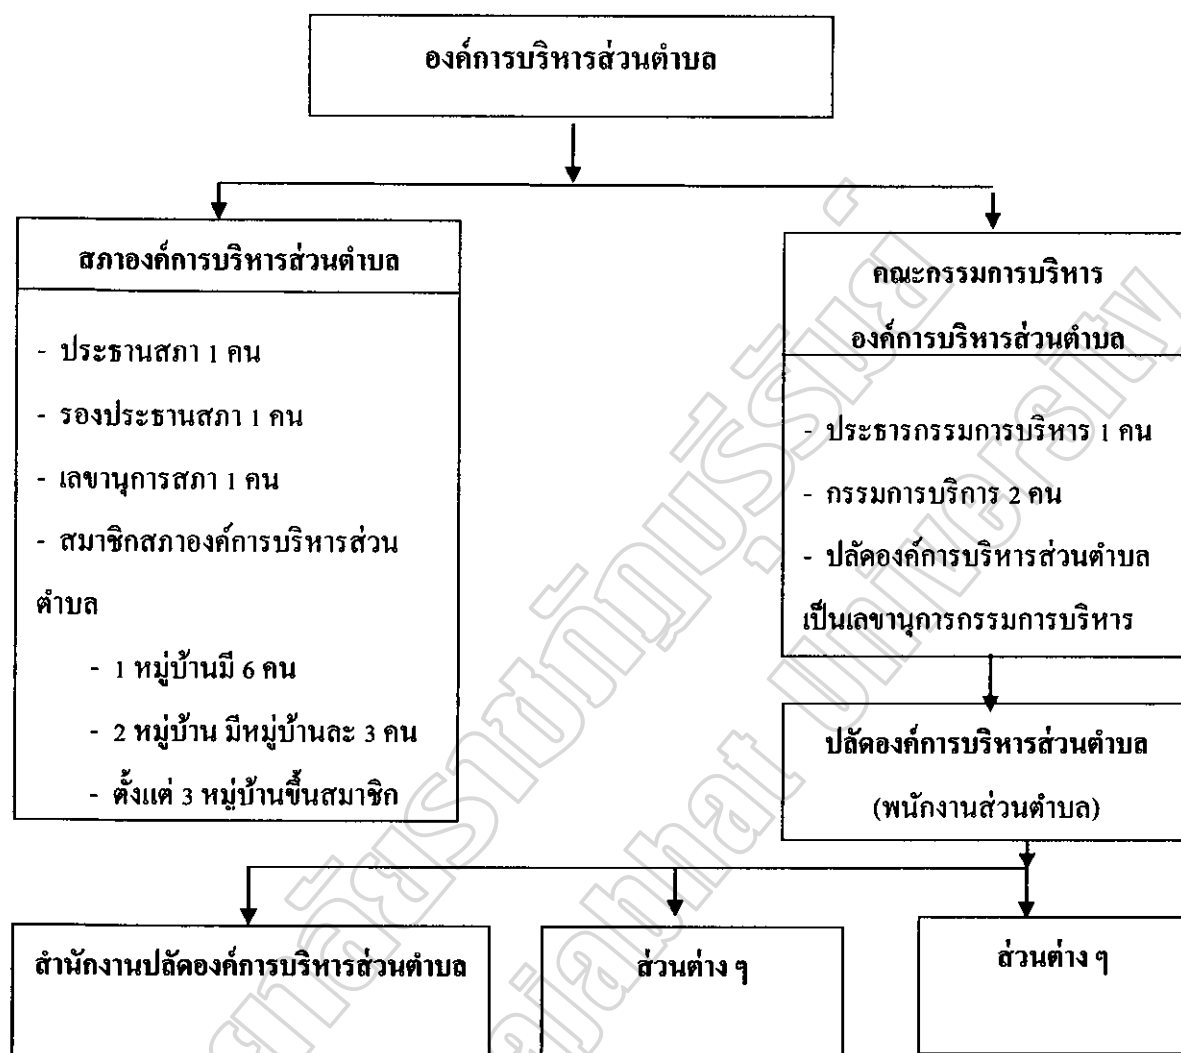 องค์การบริหารส่วนตำบล
สภาองค์การบริหารส่วนตำบล
- ประธานสภา 1 คน
- รองประธานสภา 1 คน
- เลขานุการสภา 1 คน
- สมาชิกสภาองค์การบริหารส่วน
ตำบล
- 1 หมู่บ้านมี 6 คน
- 2 หมู่บ้าน มีหมู่บ้านละ 3 คน
- ตั้งแต่ 3 หมู่บ้านขึ้นสมาชิก
คณะกรรมการบริหาร
องค์การบริหารส่วนตำบล
- ประธารกรรมการบริหาร 1 คน
- กรรมการบริการ 2 คน
- ปลัดองค์การบริหารส่วนตำบล
เป็นเลขานุการกรรมการบริหาร
ปลัดองค์การบริหารส่วนตำบล
(พนักงานส่วนตำบล)
สำนักงานปลัดองค์การบริหารส่วนตำบล
ส่วนต่าง ๆ
ส่วนต่าง ๆ
University